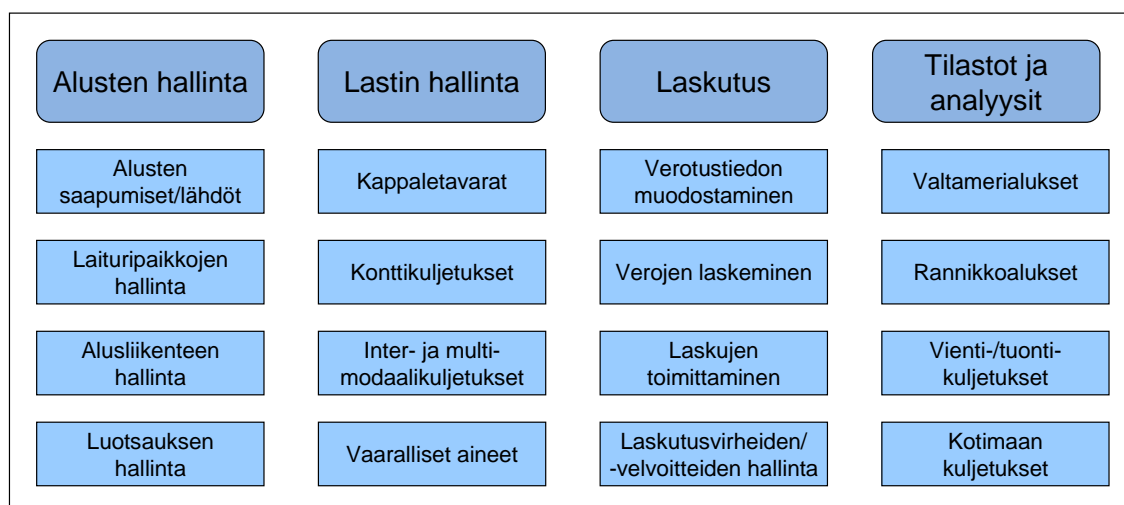 Alusten hallinta
Lastin hallinta
Laskutus
Tilastot ja
analyysit
Alusten
saapumiset/lähdöt
Kappaletavarat
Verotustiedon
muodostaminen
Valtamerialukset
Laituripaikkojen
hallinta
Konttikuljetukset
Verojen laskeminen
Rannikkoalukset
Alusliikenteen
hallinta
Inter- ja multi-
modaalikuljetukset
Laskujen
toimittaminen
Vienti-/tuonti-
kuljetukset
Luotsauksen
hallinta
Vaaralliset aineet
Laskutusvirheiden/
-velvoitteiden hallinta
Kotimaan
kuljetukset